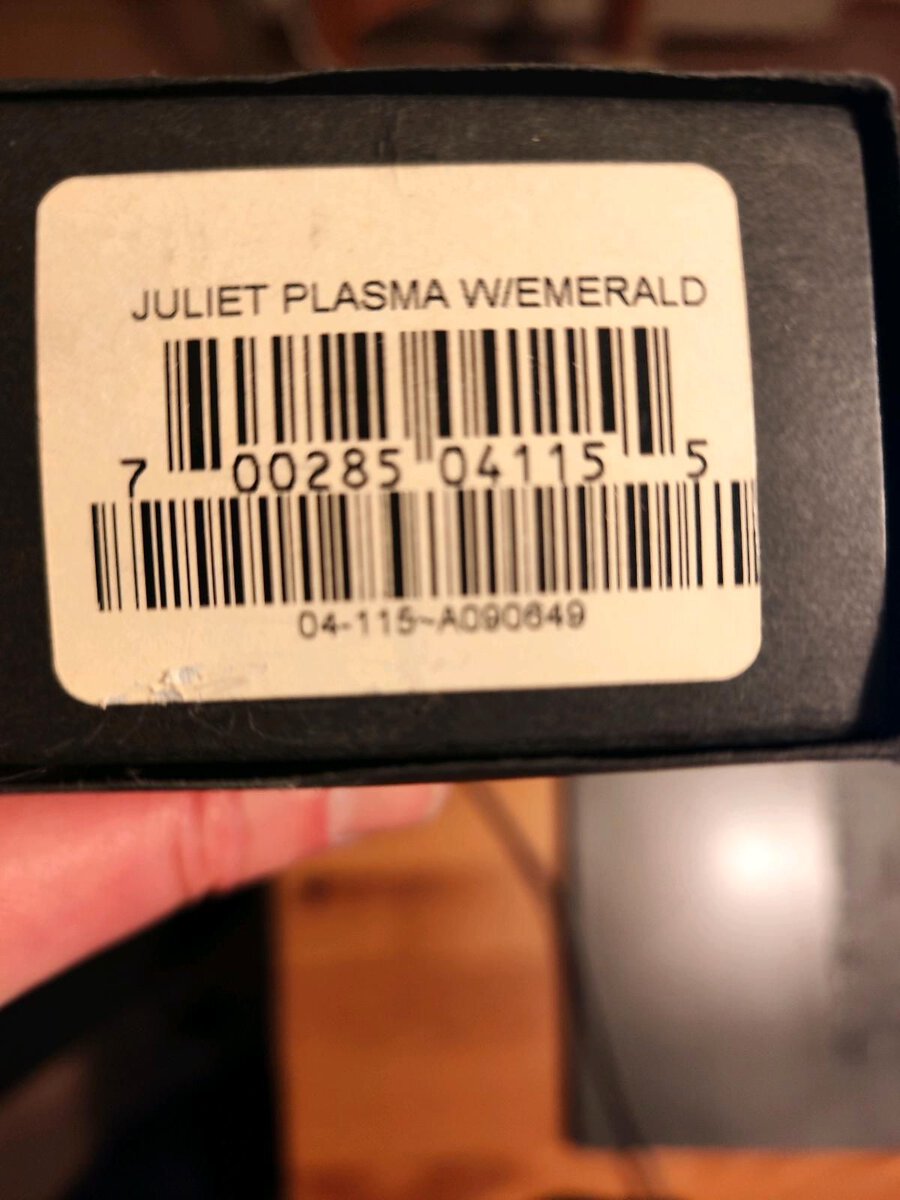 JULIET PLASMA W/EMERALD
7 00285 04115 5
04-115~A090649